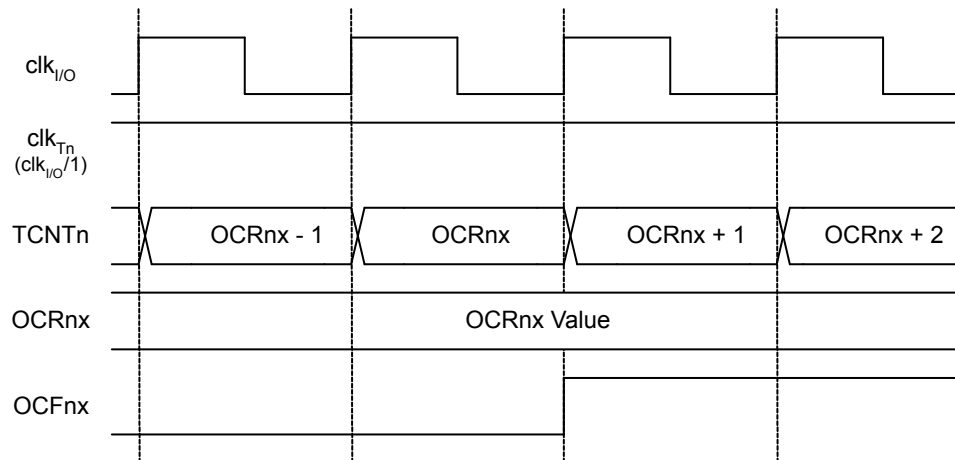 clkI/O
clkTn
(clkI/O/1)
TCNTn OCRnx - 1 OCRnx OCRnx + 1 OCRnx + 2
OCRnx OCRnx Value
OCFnx